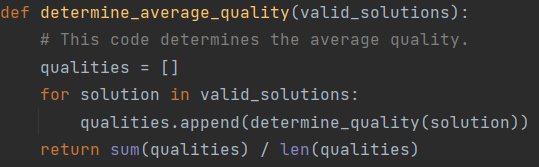 def determine_average_quality(valid_solutions):
    # This code determines the average quality.
    qualities = []
    for solution in valid_solutions:
        qualities.append(determine_quality(solution))
    return sum(qualities) / len(qualities)